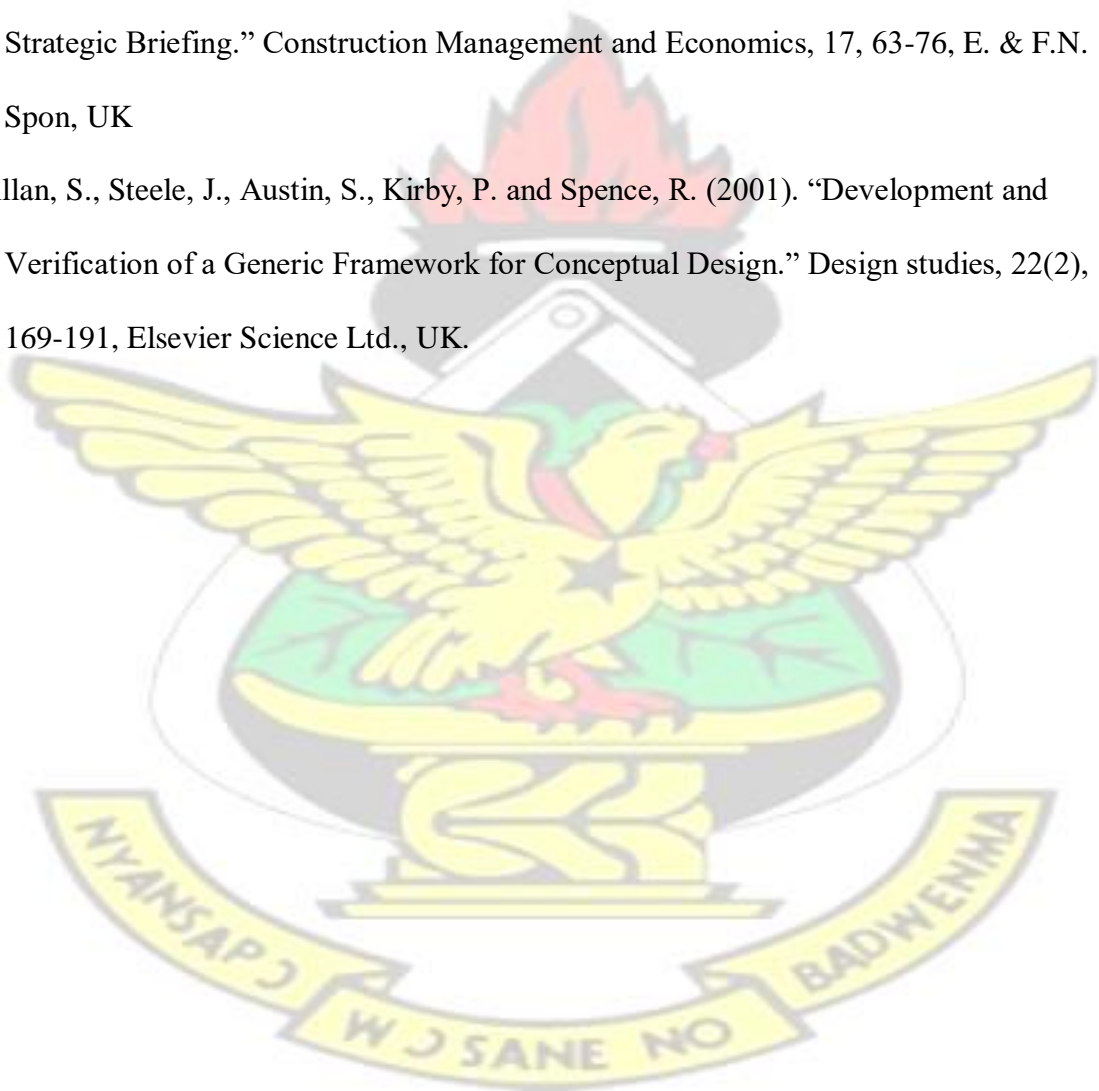 Strategic Briefing.” Construction Management and Economics, 17, 63-76, E. & F.N.
Spon, UK
llan, S., Steele, J., Austin, S., Kirby, P. and Spence, R. (2001). “Development and
Verification of a Generic Framework for Conceptual Design.” Design studies, 22(2),
169-191, Elsevier Science Ltd., UK.
NYANSAPƆ
WƆSANE NO
BADWENMA